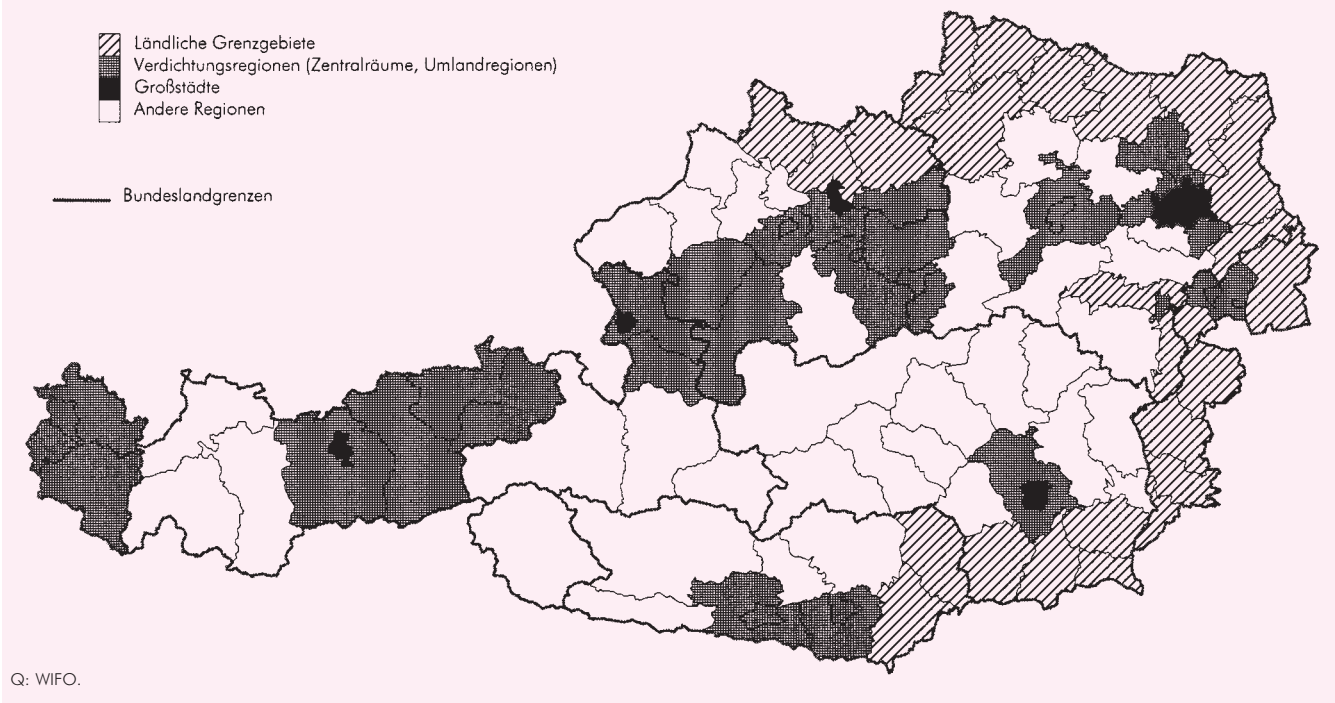 Ländliche Grenzgebiete
Verdichtungsregionen (Zentralräume, Umlandregionen)
Großstädte
Andere Regionen
Bundeslandgrenzen
Q: WIFO.